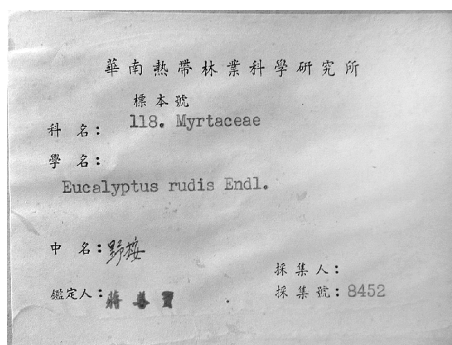 華南熱帶林業科學研究所
標本號
科名: 118. Myrtaceae
學名:
Eucalyptus rudis Endl.
中名:野桉
採集人:
鑑定人:蔣
採集號:8452